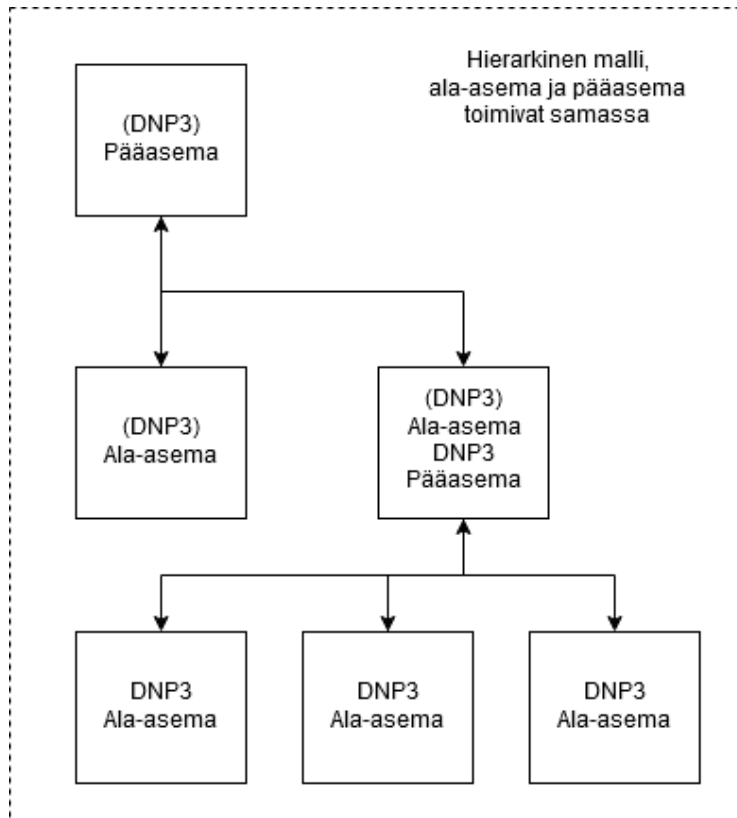 Hierarkinen malli,
ala-asema ja pääasema
toimivat samassa
(DNP3)
Pääasema
(DNP3)
Ala-asema
(DNP3)
Ala-asema
DNP3
Pääasema
DNP3
Ala-asema
DNP3
Ala-asema
DNP3
Ala-asema